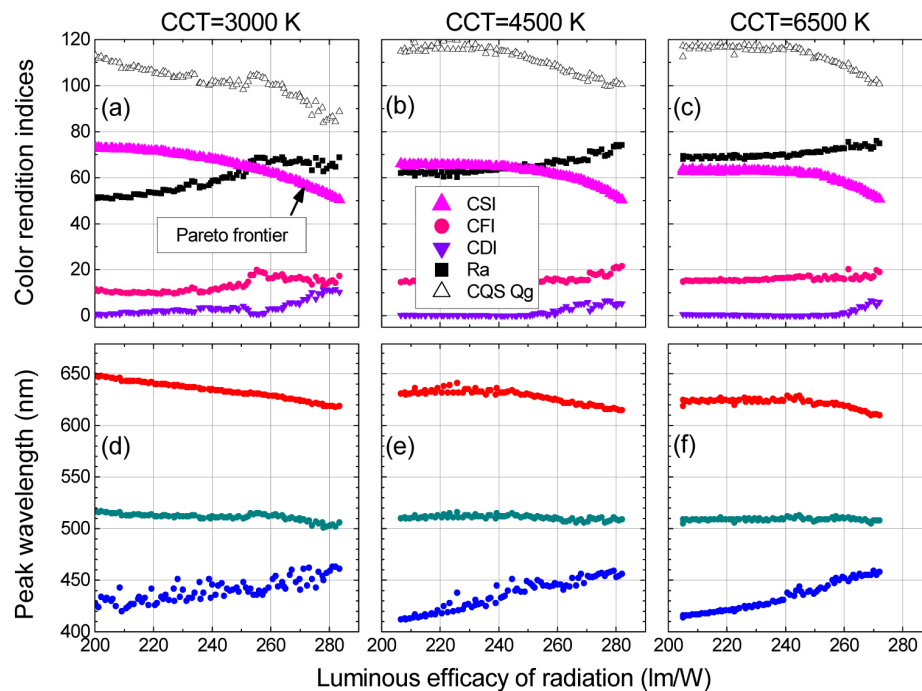 CCT=3000 K CCT=4500 K CCT=6500 K
Color rendition indices
120
100
80
60
40
20
0
(a) (b) (c)
Pareto frontier
CSI
CFI
CDI
Ra
CQS Qg
Peak wavelength (nm)
650
600
550
500
450
400
(d) (e) (f)
200 220 240 260 280 200 220 240 260 280 200 220 240 260 280
Luminous efficacy of radiation (lm/W)